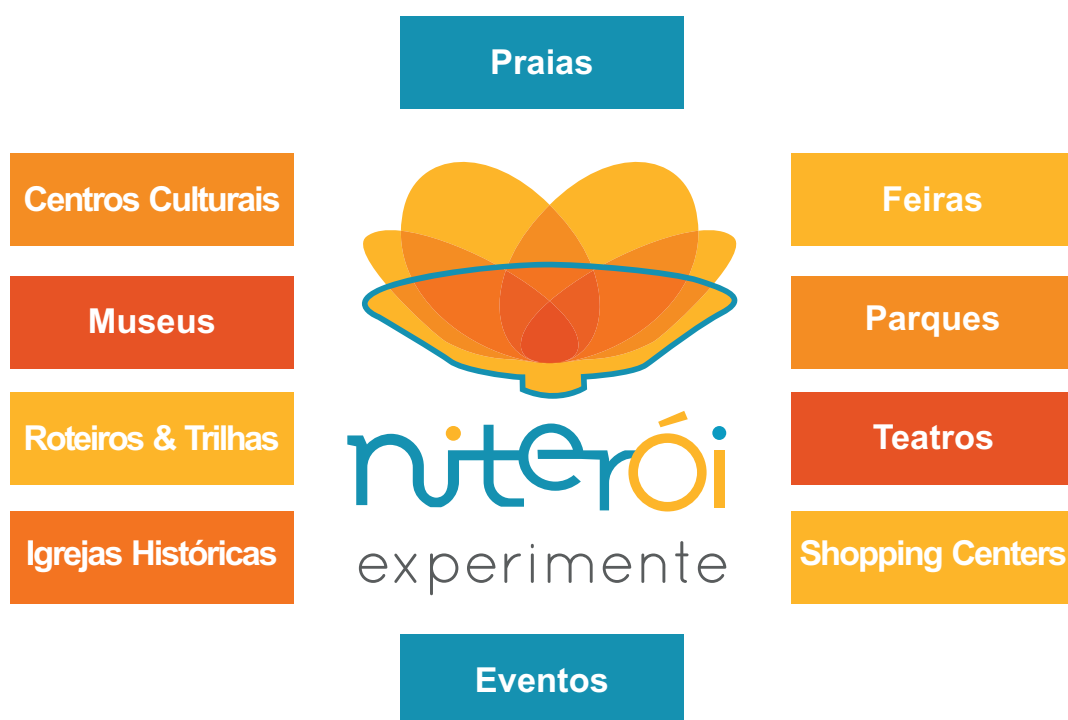 Praias
Centros Culturais
Feiras
Museus
Parques
Roteiros & Trilhas
Teatros
niterói
experimente
Igrejas Históricas
Shopping Centers
Eventos